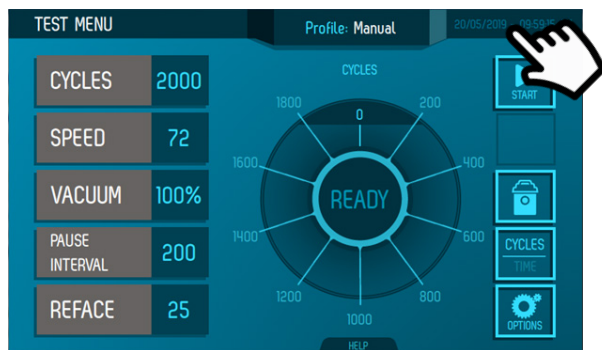 TEST MENU
Profile: Manual
20/05/2019 - 09:59:15
CYCLES 2000
SPEED 72
VACUUM 100%
PAUSE
INTERVAL
200
REFACE 25
CYCLES
0
200
400
600
800
1000
1200
1400
1600
1800
READY
START
CYCLES
TIME
OPTIONS
HELP